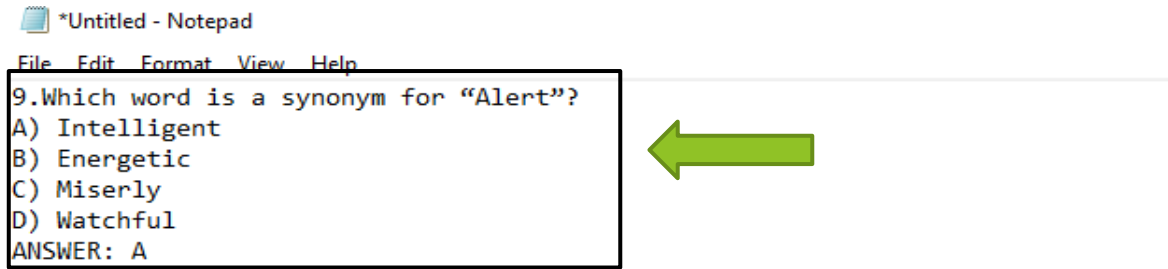 *Untitled - Notepad
File Edit Format View Help
9.Which word is a synonym for “Alert”?
A) Intelligent
B) Energetic
C) Miserly
D) Watchful
ANSWER: A